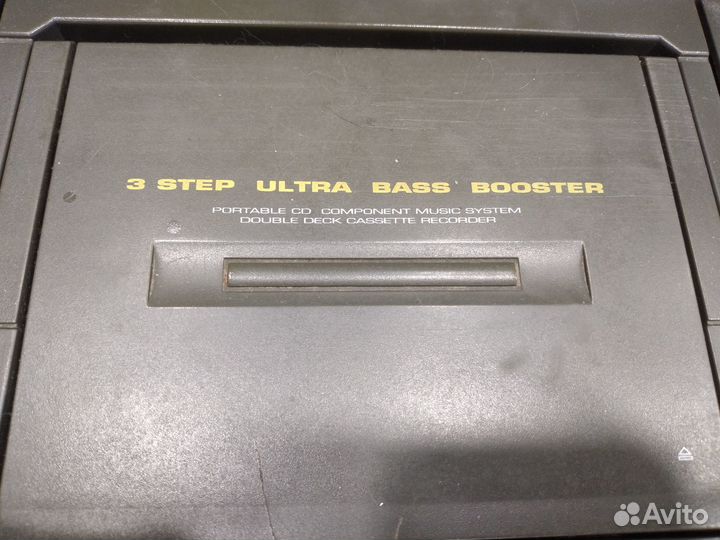 3 STEP ULTRA BASS BOOSTER
PORTABLE CD COMPONENT MUSIC SYSTEM
DOUBLE DECK CASSETTE RECORDER
Avito